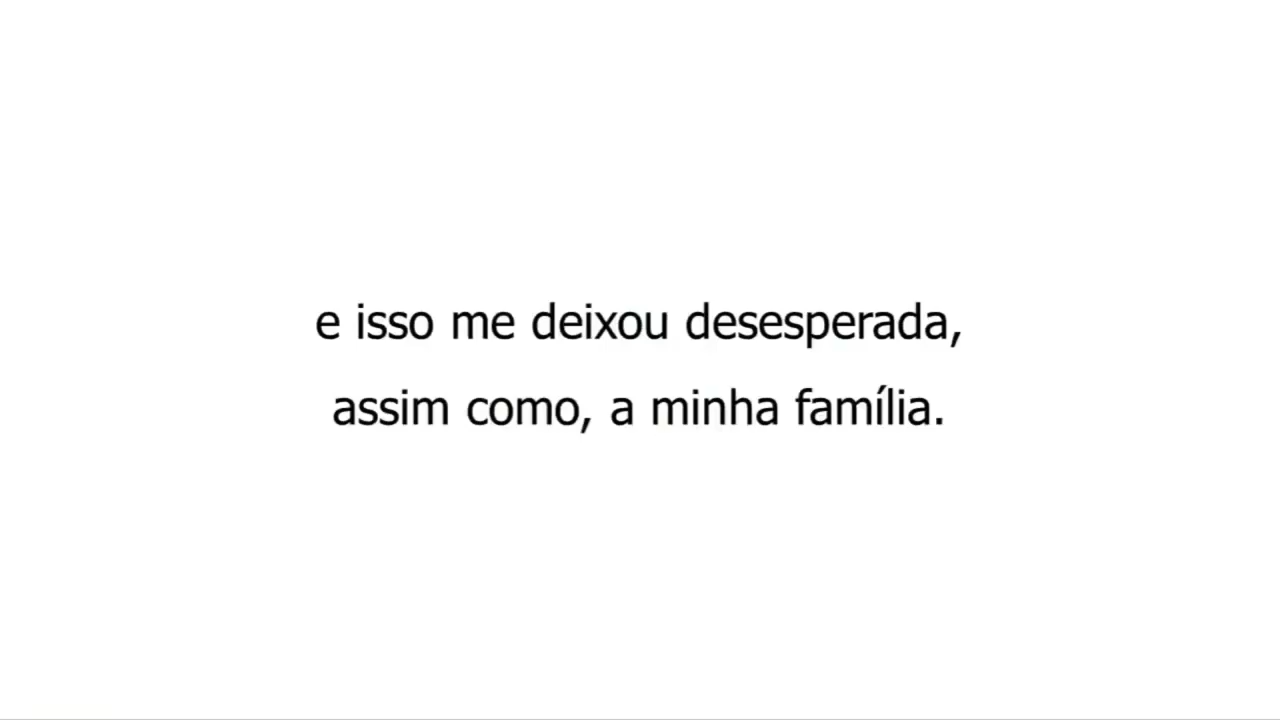 e isso me deixou desesperada,
assim como, a minha família.